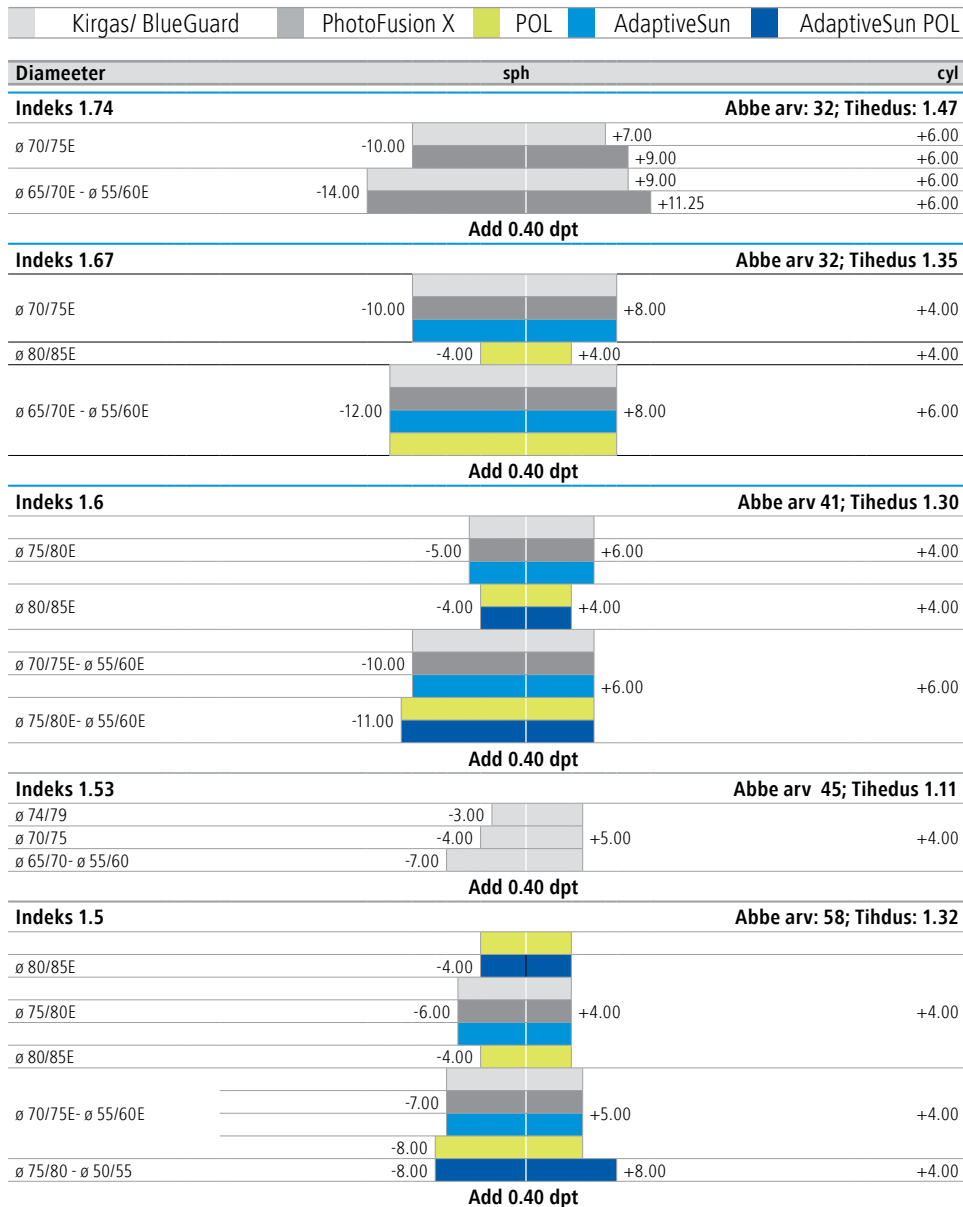 Kirgas/ BlueGuard PhotoFusion X POL AdaptiveSun AdaptiveSun POL
Diameeter sph cyl
Indeks 1.74 Abbe arv: 32; Tihedus: 1.47
+7.00 +6.00
ø 70/75E -10.00
+9.00 +6.00
+9.00 +6.00
ø 65/70E - ø 55/60E -14.00
+11.25 +6.00
Add 0.40 dpt
Indeks 1.67 Abbe arv 32; Tihedus 1.35
ø 70/75E -10.00 +8.00 +4.00
ø 80/85E -4.00 +4.00 +4.00
ø 65/70E - ø 55/60E -12.00 +8.00 +6.00
Add 0.40 dpt
Indeks 1.6 Abbe arv 41; Tihedus 1.30
ø 75/80E -5.00 +6.00 +4.00
ø 80/85E -4.00 +4.00 +4.00
ø 70/75E- ø 55/60E -10.00
+6.00 +6.00
ø 75/80E- ø 55/60E -11.00
Add 0.40 dpt
Indeks 1.53 Abbe arv 45; Tihedus 1.11
ø 74/79 -3.00
ø 70/75 -4.00 +5.00 +4.00
ø 65/70- ø 55/60 -7.00
Add 0.40 dpt
Indeks 1.5 Abbe arv: 58; Tihdus: 1.32
ø 80/85E -4.00
ø 75/80E -6.00 +4.00 +4.00
ø 80/85E -4.00
-7.00
ø 70/75E- ø 55/60E +5.00 +4.00
-8.00
ø 75/80 - ø 50/55 -8.00 +8.00 +4.00
Add 0.40 dpt